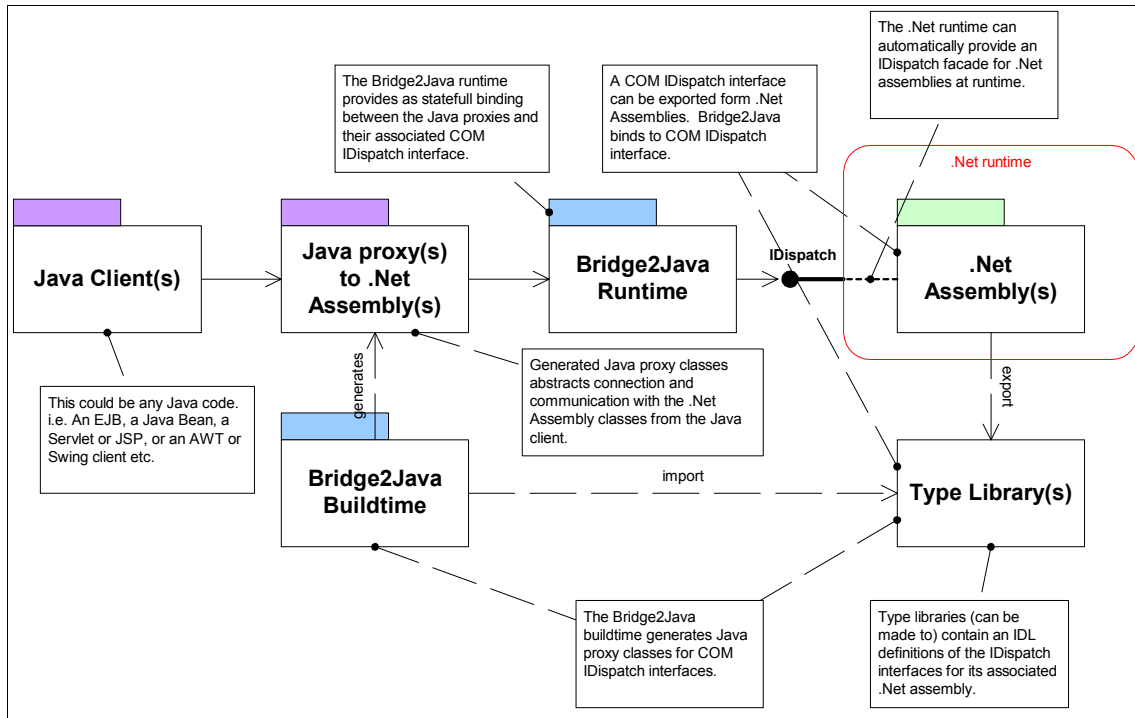 The .Net runtime can
automatically provide an
IDispatch facade for .Net
assemblies at runtime.
The Bridge2Java runtime
provides as statefull binding
between the Java proxies and
their associated COM
IDispatch interface.
A COM IDispatch interface
can be exported form .Net
Assemblies.  Bridge2Java
binds to COM IDispatch
interface.
.Net runtime
Java Client(s)
Java proxy(s)
to .Net
Assembly(s)
Bridge2Java
Runtime
IDispatch
.Net
Assembly(s)
generates
export
This could be any Java code.
i.e. An EJB, a Java Bean, a
Servlet or JSP, or an AWT or
Swing client etc.
Generated Java proxy classes
abstracts connection and
communication with the .Net
Assembly classes from the Java
client.
Bridge2Java
Buildtime
import
Type Library(s)
The Bridge2Java
buildtime generates Java
proxy classes for COM
IDispatch interfaces.
Type libraries (can be
made to) contain an IDL
definitions of the IDispatch
interfaces for its associated
.Net assembly.